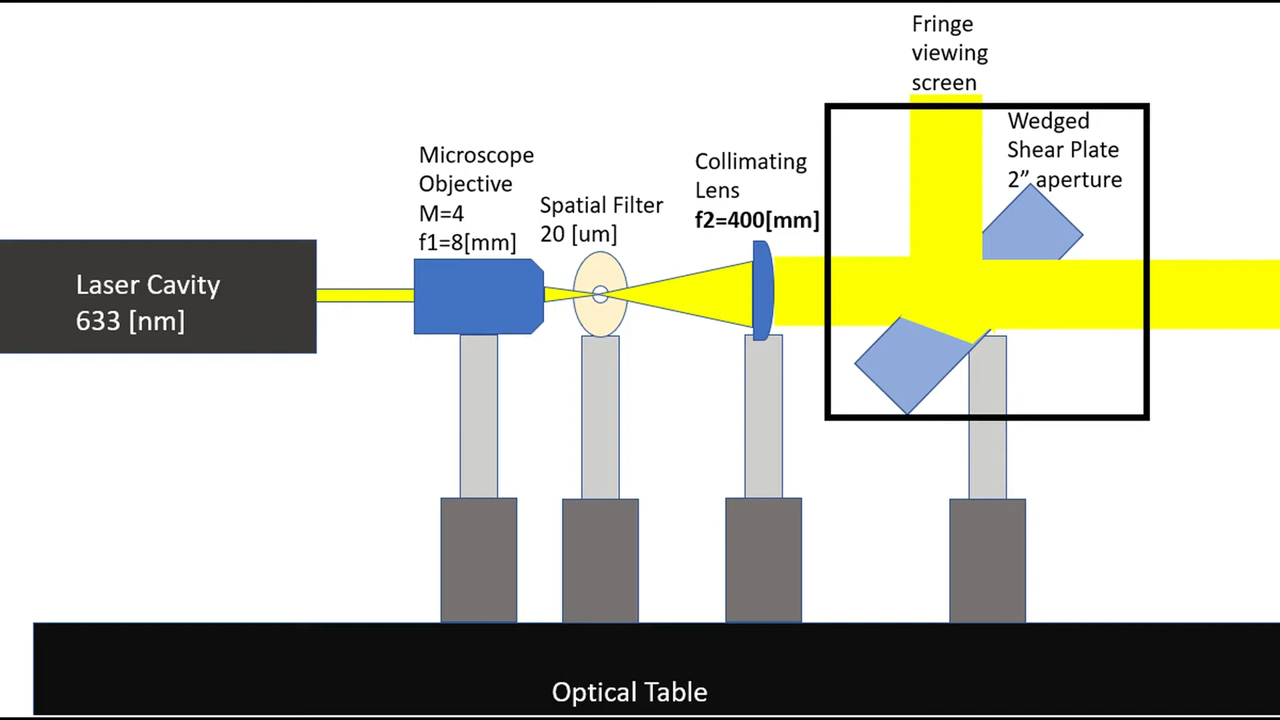 Fringe
viewing
screen
Wedged
Shear Plate
2” aperture
Microscope
Objective
M=4
f1=8[mm]
Spatial Filter
20 [um]
Collimating
Lens
f2=400[mm]
Laser Cavity
633 [nm]
Optical Table